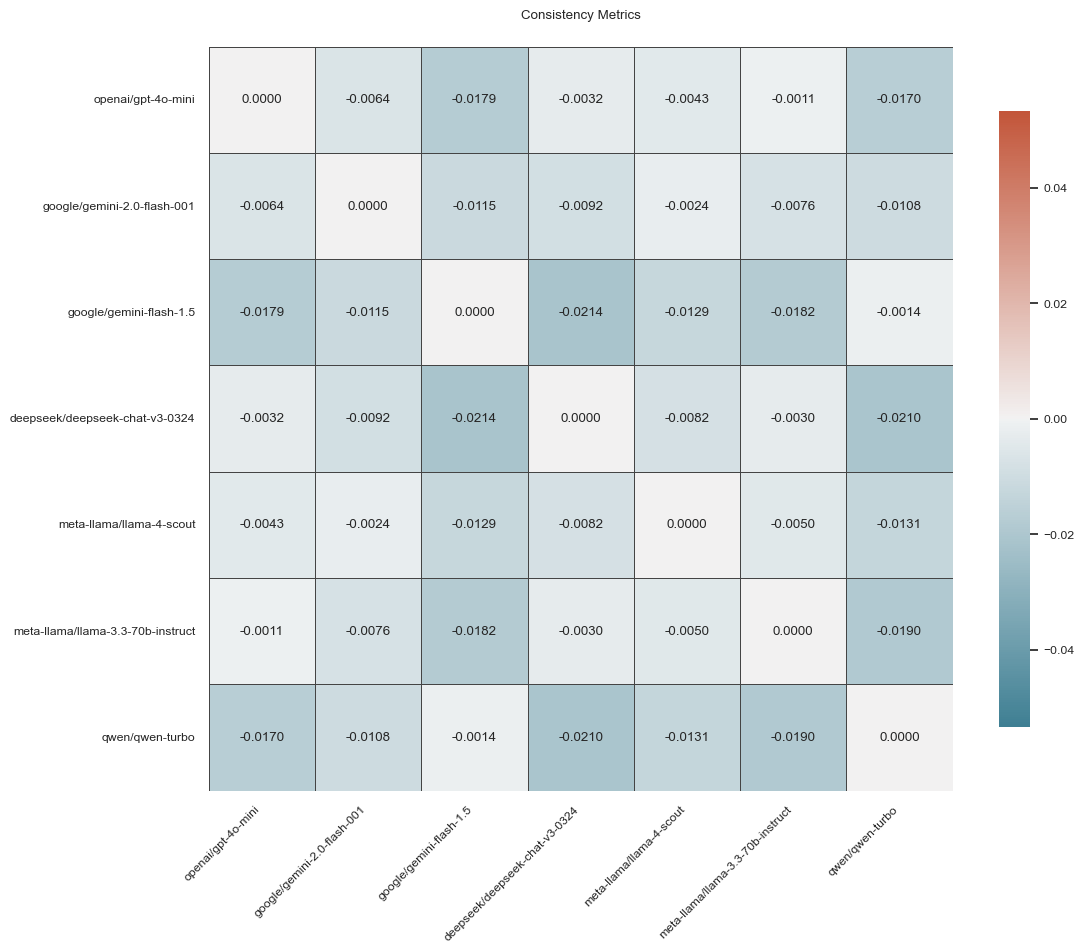 Consistency Metrics
openai/gpt-4o-mini 0.0000 -0.0064 -0.0179 -0.0032 -0.0043 -0.0011 -0.0170
google/gemini-2.0-flash-001 -0.0064 0.0000 -0.0115 -0.0092 -0.0024 -0.0076 -0.0108
google/gemini-flash-1.5 -0.0179 -0.0115 0.0000 -0.0214 -0.0129 -0.0182 -0.0014
deepseek/deepseek-chat-v3-0324 -0.0032 -0.0092 -0.0214 0.0000 -0.0082 -0.0030 -0.0210
meta-llama/llama-4-scout -0.0043 -0.0024 -0.0129 -0.0082 0.0000 -0.0050 -0.0131
meta-llama/llama-3.3-70b-instruct -0.0011 -0.0076 -0.0182 -0.0030 -0.0050 0.0000 -0.0190
qwen/qwen-turbo -0.0170 -0.0108 -0.0014 -0.0210 -0.0131 -0.0190 0.0000
openai/gpt-4o-mini
google/gemini-2.0-flash-001
google/gemini-flash-1.5
deepseek/deepseek-chat-v3-0324
meta-llama/llama-4-scout
meta-llama/llama-3.3-70b-instruct
qwen/qwen-turbo
0.04
0.02
0.00
−0.02
−0.04